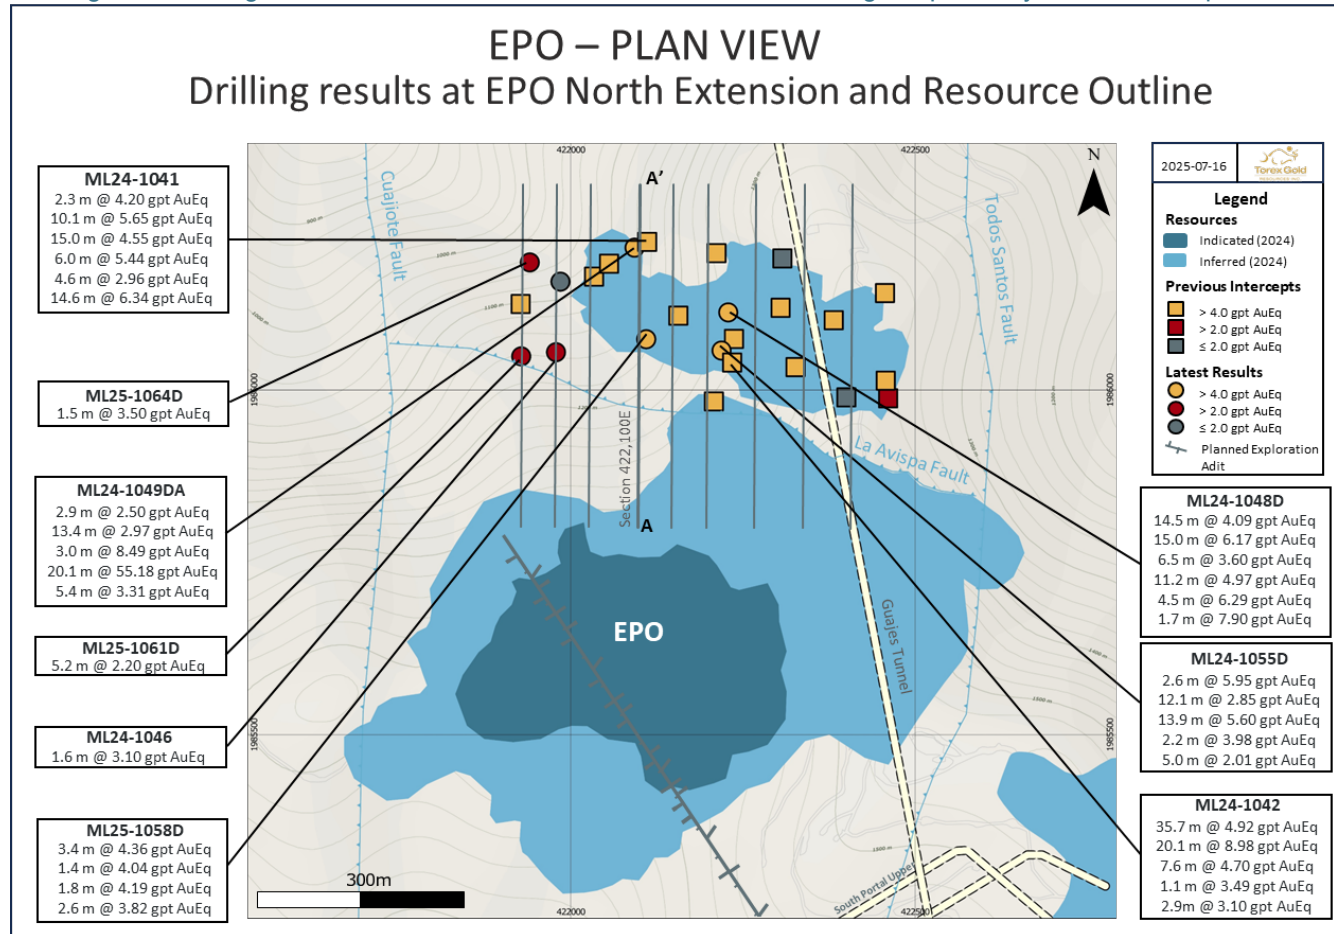 EPO – PLAN VIEW
Drilling results at EPO North Extension and Resource Outline
ML24-1041
2.3 m @ 4.20 gpt AuEq
10.1 m @ 5.65 gpt AuEq
15.0 m @ 4.55 gpt AuEq
6.0 m @ 5.44 gpt AuEq
4.6 m @ 2.96 gpt AuEq
14.6 m @ 6.34 gpt AuEq
ML25-1064D
1.5 m @ 3.50 gpt AuEq
ML24-1049DA
2.9 m @ 2.50 gpt AuEq
13.4 m @ 2.97 gpt AuEq
3.0 m @ 8.49 gpt AuEq
20.1 m @ 55.18 gpt AuEq
5.4 m @ 3.31 gpt AuEq
ML25-1061D
5.2 m @ 2.20 gpt AuEq
ML24-1046
1.6 m @ 3.10 gpt AuEq
ML25-1058D
3.4 m @ 4.36 gpt AuEq
1.4 m @ 4.04 gpt AuEq
1.8 m @ 4.19 gpt AuEq
2.6 m @ 3.82 gpt AuEq
422000
422500
A'
N
Cuajiote Fault
Todos Santos Fault
1986000
1986000
Section 422,100E
La Avispa Fault
A
EPO
Guajes Tunnel
1985500
1985500
South Portal Upper
300m
422000
422500
2025-07-16
Torex Gold
Legend
Resources
Indicated (2024)
Inferred (2024)
Previous Intercepts
> 4.0 gpt AuEq
> 2.0 gpt AuEq
≤ 2.0 gpt AuEq
Latest Results
> 4.0 gpt AuEq
> 2.0 gpt AuEq
≤ 2.0 gpt AuEq
Planned Exploration
Adit
ML24-1048D
14.5 m @ 4.09 gpt AuEq
15.0 m @ 6.17 gpt AuEq
6.5 m @ 3.60 gpt AuEq
11.2 m @ 4.97 gpt AuEq
4.5 m @ 6.29 gpt AuEq
1.7 m @ 7.90 gpt AuEq
ML24-1055D
2.6 m @ 5.95 gpt AuEq
12.1 m @ 2.85 gpt AuEq
13.9 m @ 5.60 gpt AuEq
2.2 m @ 3.98 gpt AuEq
5.0 m @ 2.01 gpt AuEq
ML24-1042
35.7 m @ 4.92 gpt AuEq
20.1 m @ 8.98 gpt AuEq
7.6 m @ 4.70 gpt AuEq
1.1 m @ 3.49 gpt AuEq
2.9m @ 3.10 gpt AuEq